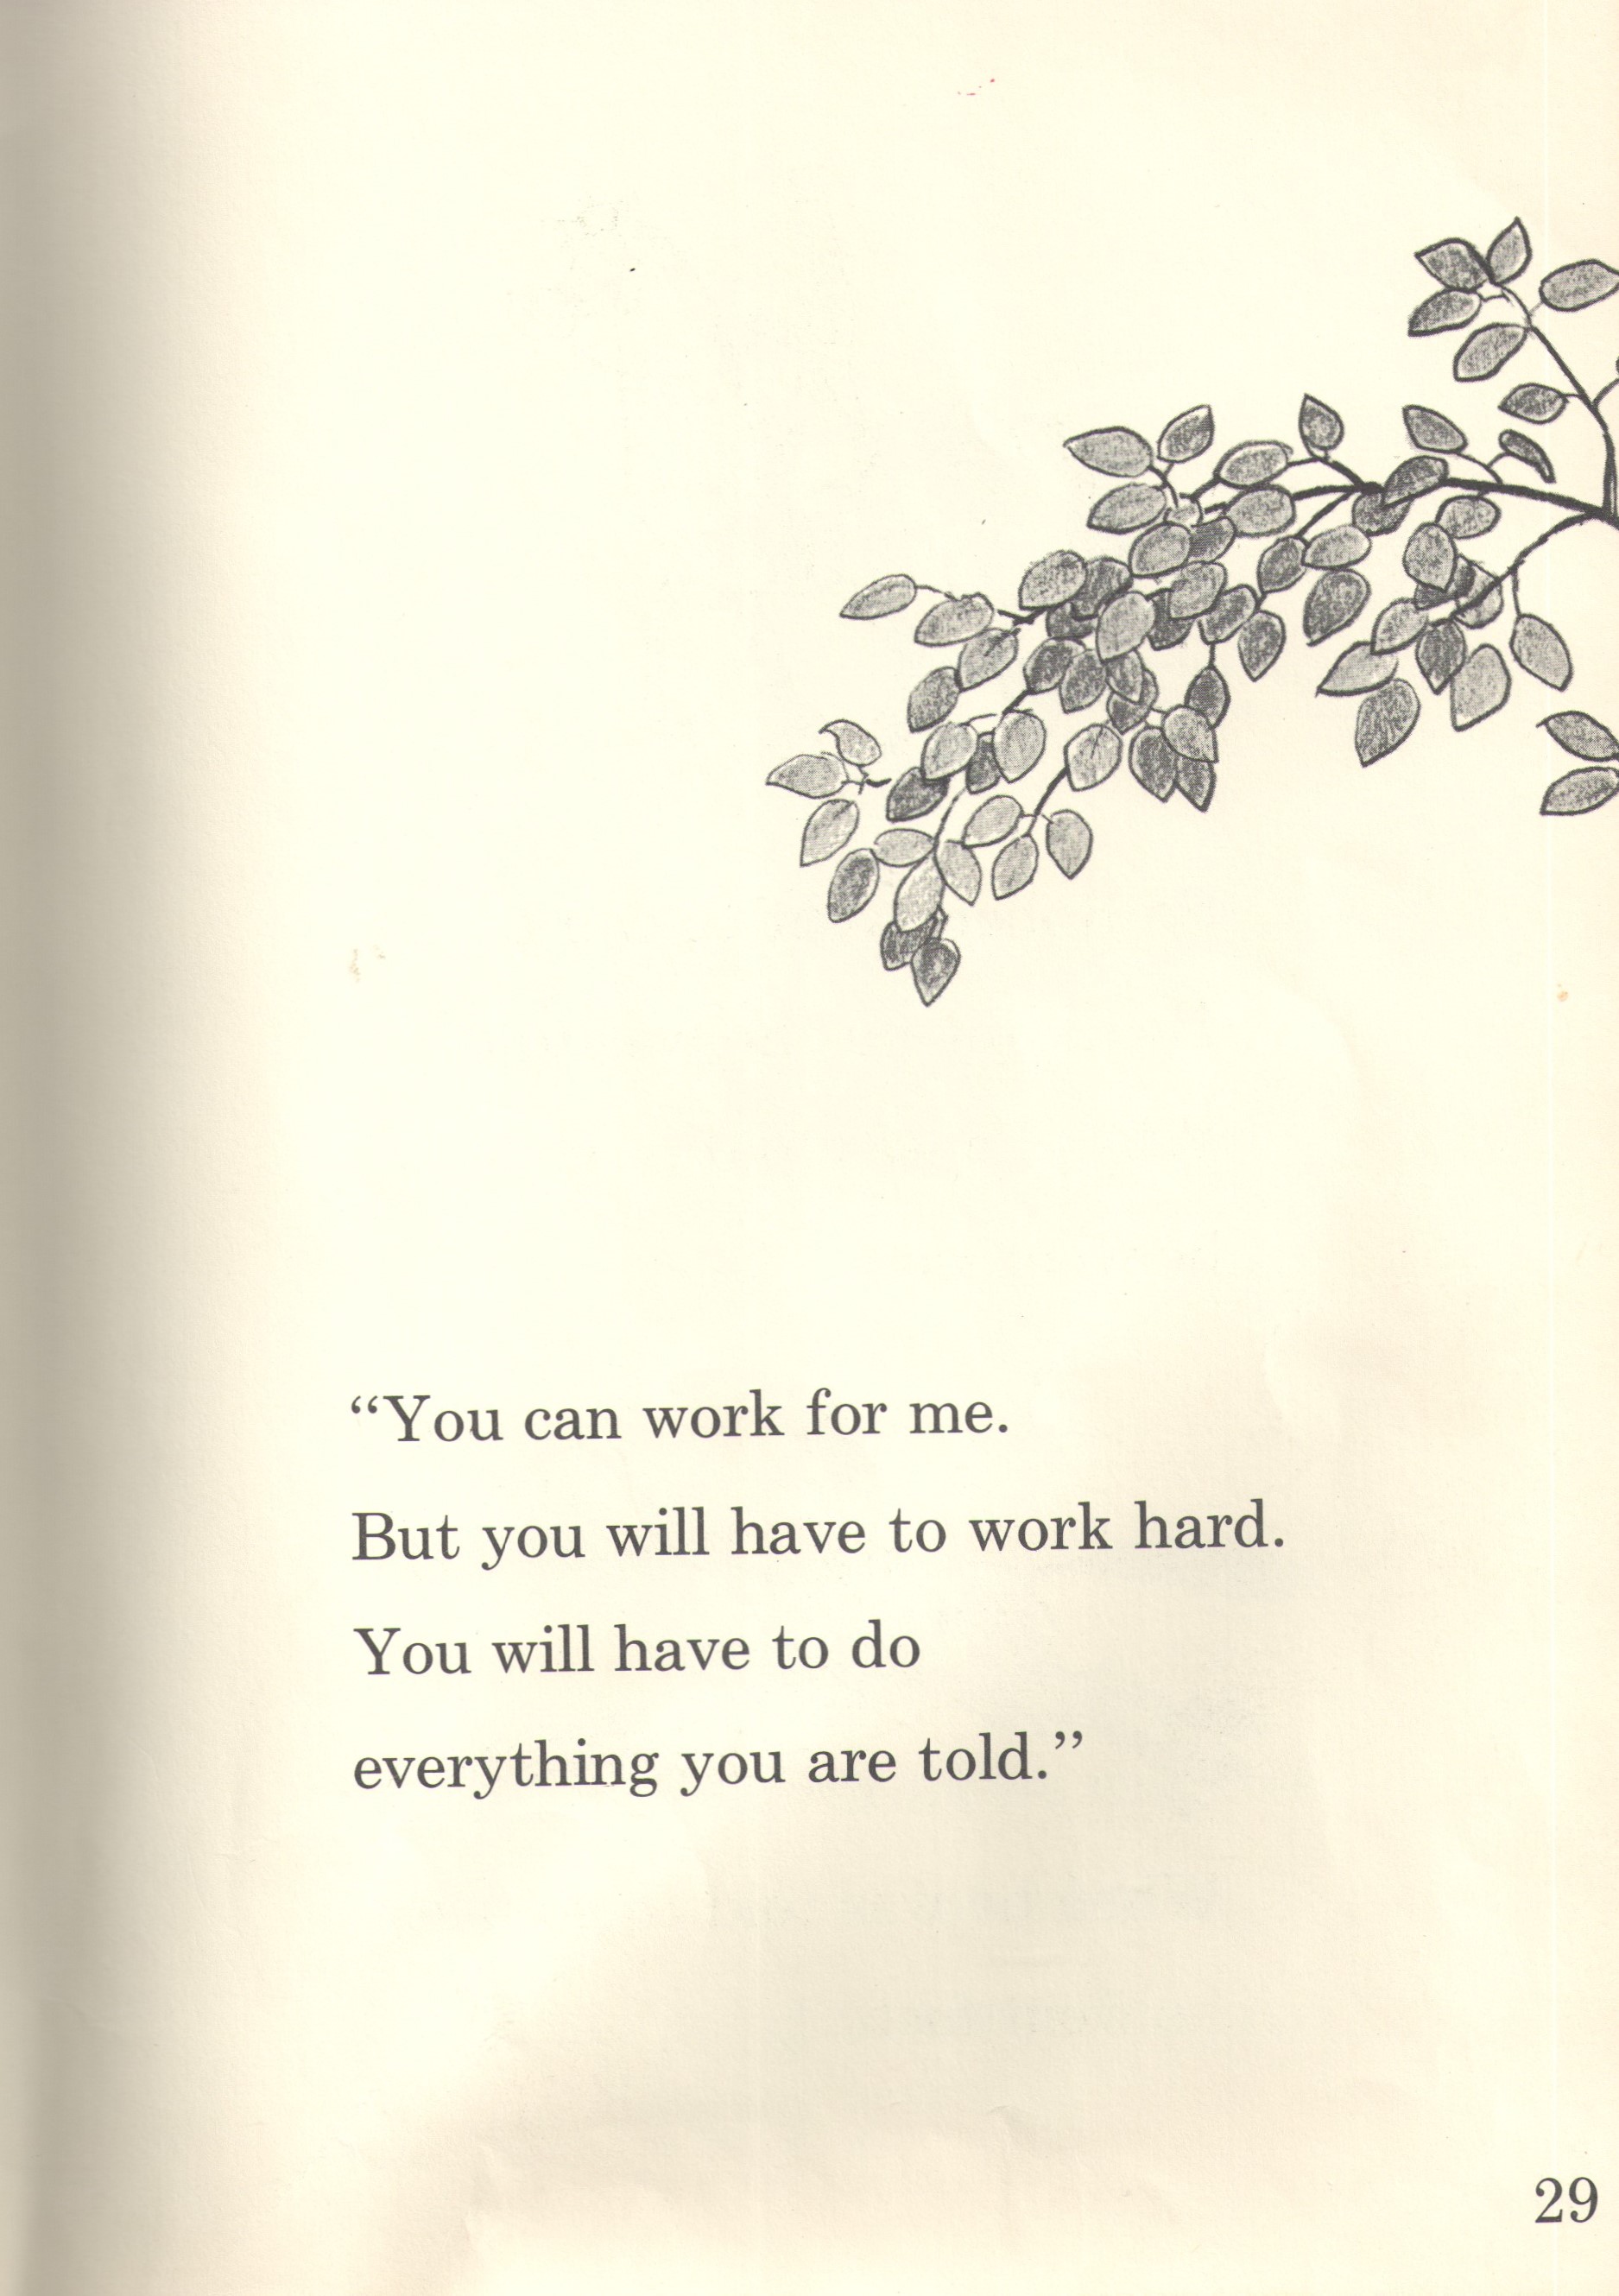 “You can work for me.
But you will have to work hard.
You will have to do
everything you are told.”
29